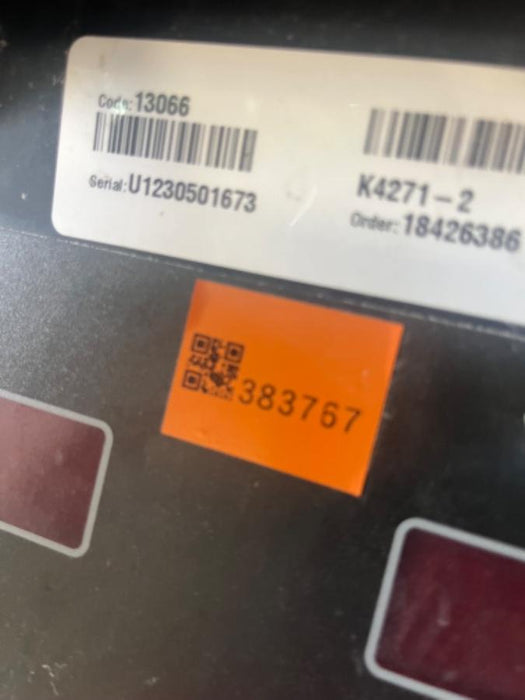 Code: 13066
Serial: U1230501673
K4271-2
Order: 18426386
383767